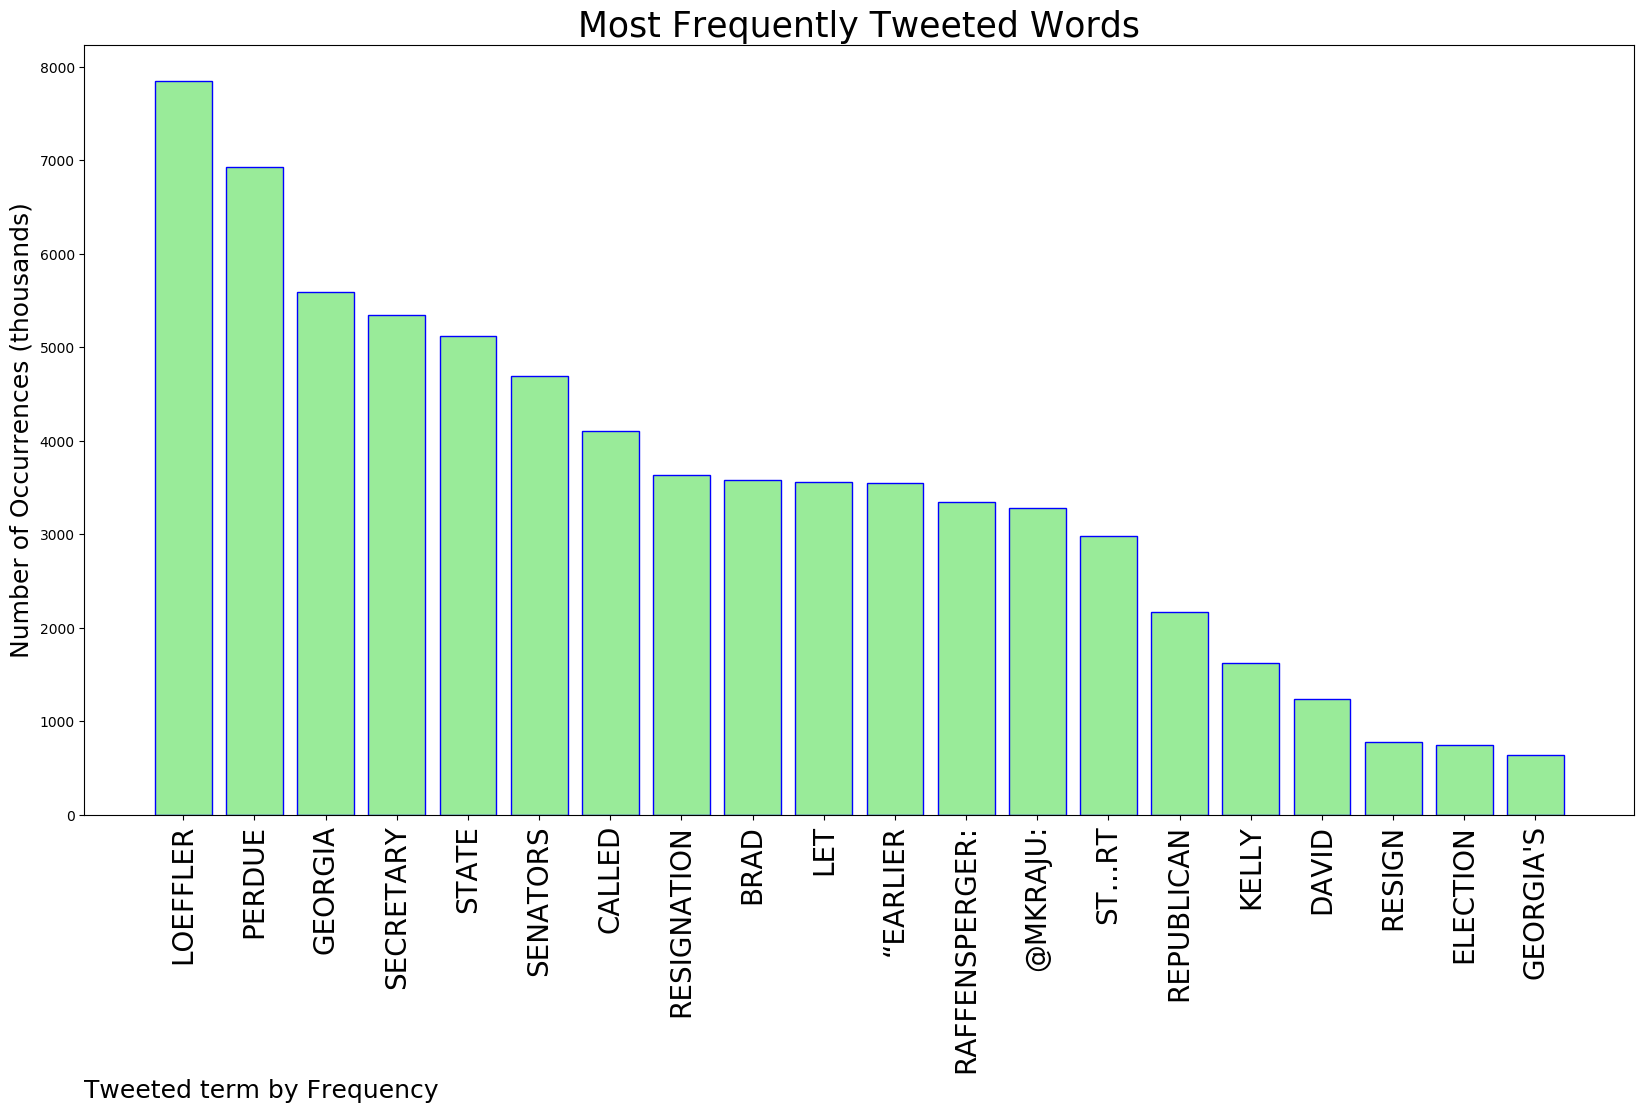 Most Frequently Tweeted Words
Number of Occurrences (thousands)
8000
7000
6000
5000
4000
3000
2000
1000
0
LOEFFLER
PERDUE
GEORGIA
SECRETARY
STATE
SENATORS
CALLED
RESIGNATION
BRAD
LET
“EARLIER
RAFFENSPERGER:
@MKRAJU:
ST…RT
REPUBLICAN
KELLY
DAVID
RESIGN
ELECTION
GEORGIA'S
Tweeted term by Frequency